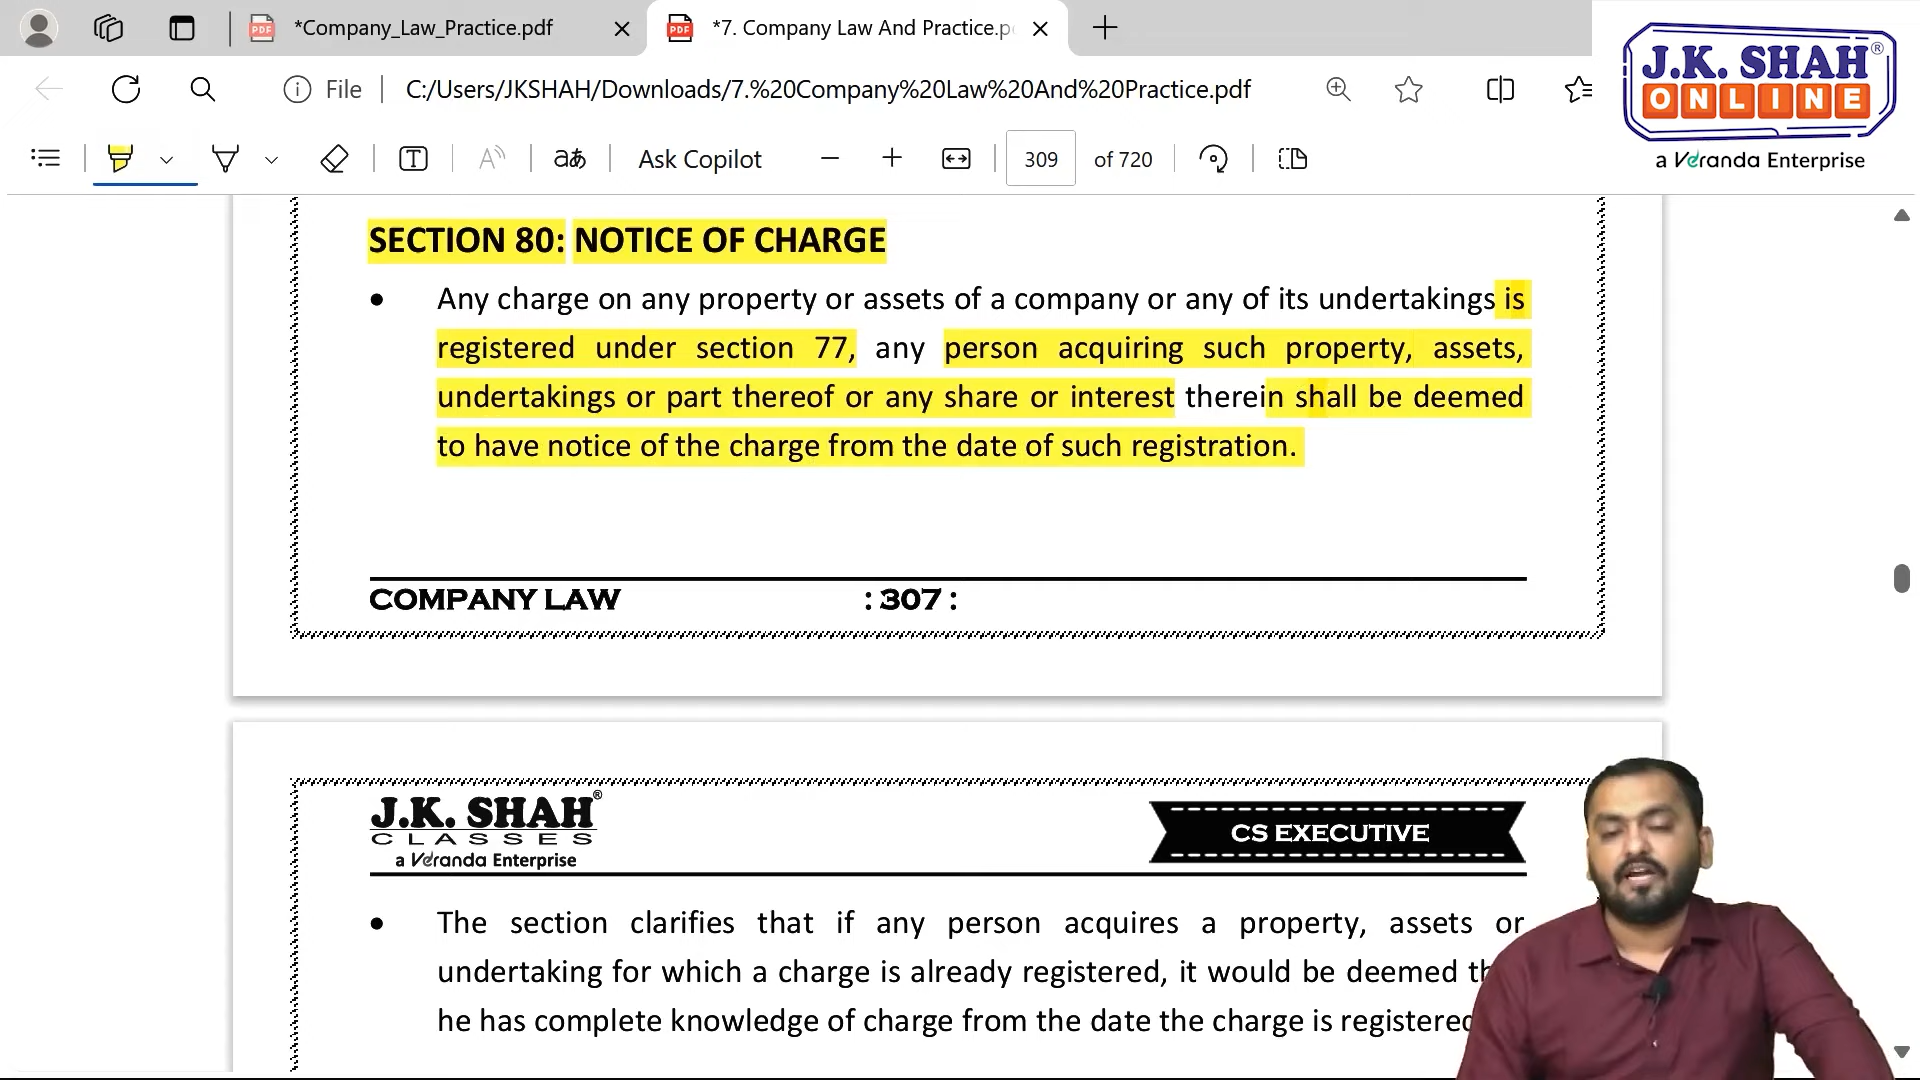 *Company_Law_Practice.pdf
*7. Company Law And Practice.p
File
C:/Users/JKSHAH/Downloads/7.%20Company%20Law%20And%20Practice.pdf
Ask Copilot
309
of 720
J.K. SHAH®
ONLINE
a Veranda Enterprise
SECTION 80: NOTICE OF CHARGE
• Any charge on any property or assets of a company or any of its undertakings is
registered under section 77, any person acquiring such property, assets,
undertakings or part thereof or any share or interest therein shall be deemed
to have notice of the charge from the date of such registration.
COMPANY LAW : 307 :
J.K. SHAH®
CLASSES
a Veranda Enterprise
CS EXECUTIVE
• The section clarifies that if any person acquires a property, assets or
undertaking for which a charge is already registered, it would be deemed
he has complete knowledge of charge from the date the charge is registered